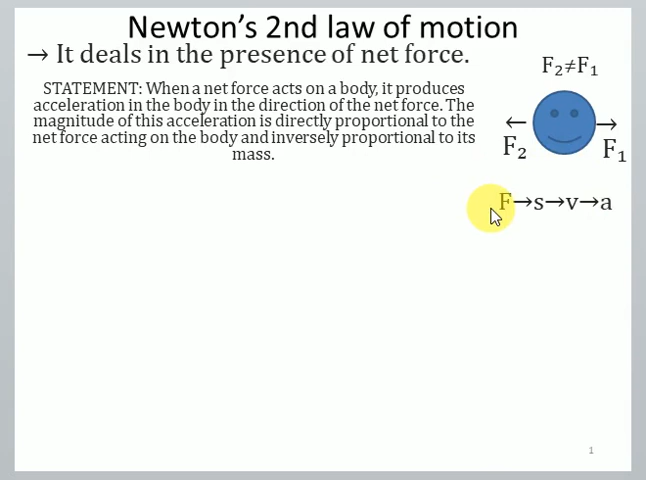 Newton's 2nd law of motion
→ It deals in the presence of net force.
STATEMENT: When a net force acts on a body, it produces
acceleration in the body in the direction of the net force. The
magnitude of this acceleration is directly proportional to the
net force acting on the body and inversely proportional to its
mass.
F₂≠F₁
←
→
F₂
F₁
F→s→v→a
1